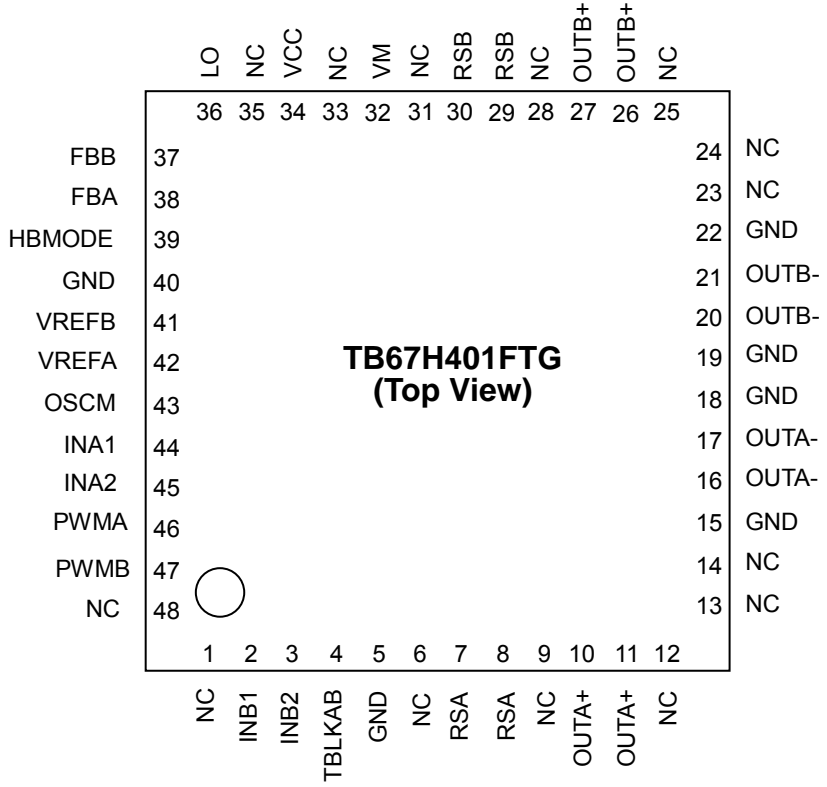 LO NC VCC NC VM NC RSB RSB NC OUTB+ OUTB+ NC
36 35 34 33 32 31 30 29 28 27 26 25
FBB 37
FBA 38
HBMODE 39
GND 40
VREFB 41
VREFA 42
OSCM 43
INA1 44
INA2 45
PWMA 46
PWMB 47
NC 48
TB67H401FTG
(Top View)
24 NC
23 NC
22 GND
21 OUTB-
20 OUTB-
19 GND
18 GND
17 OUTA-
16 OUTA-
15 GND
14 NC
13 NC
1 2 3 4 5 6 7 8 9 10 11 12
NC INB1 INB2 TBLKAB GND NC RSA RSA NC OUTA+ OUTA+ NC